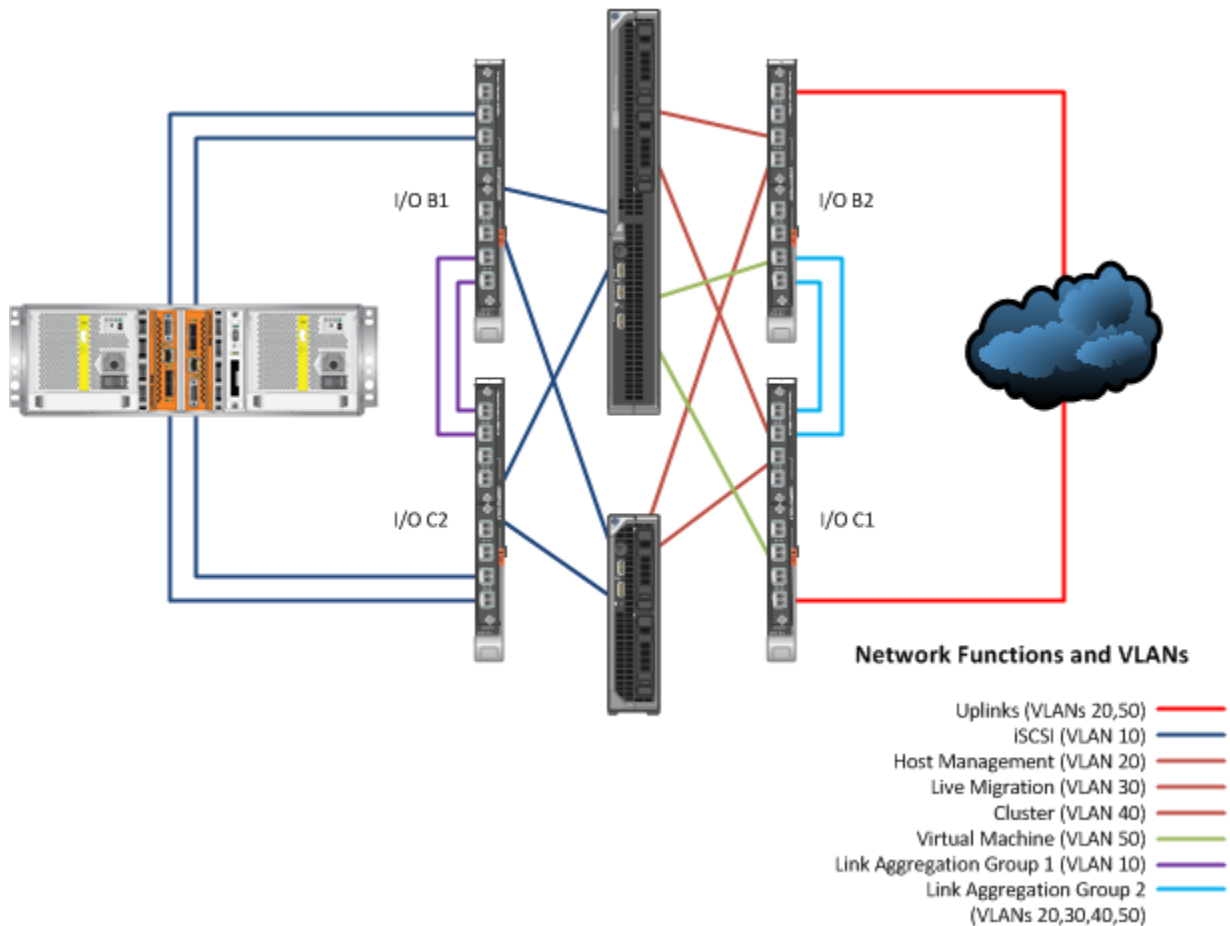 I/O B1
I/O B2
I/O C2
I/O C1
Network Functions and VLANs
Uplinks (VLANs 20,50)
iSCSI (VLAN 10)
Host Management (VLAN 20)
Live Migration (VLAN 30)
Cluster (VLAN 40)
Virtual Machine (VLAN 50)
Link Aggregation Group 1 (VLAN 10)
Link Aggregation Group 2
(VLANs 20,30,40,50)